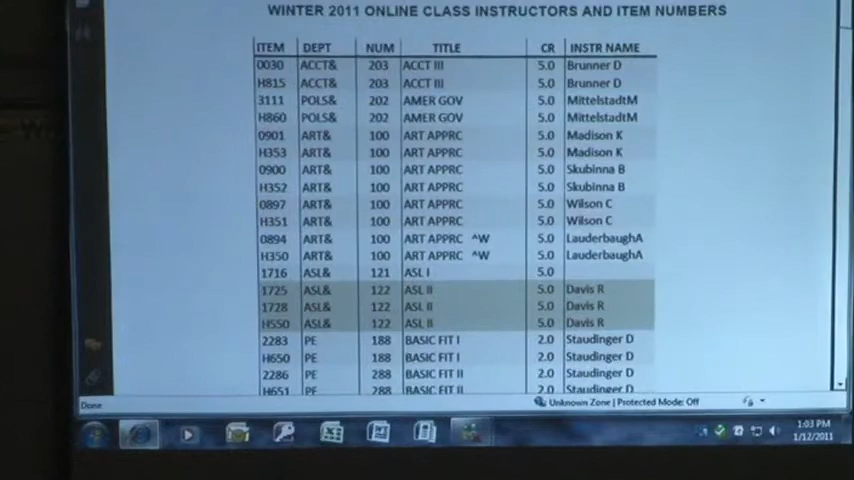 WINTER 2011 ONLINE CLASS INSTRUCTORS AND ITEM NUMBERS
ITEM DEPT NUM TITLE CR INSTR NAME
0030 ACCT& 203 ACCT III 5.0 Brunner D
H815 ACCT& 203 ACCT III 5.0 Brunner D
3111 POLS& 202 AMER GOV 5.0 MittelstadtM
H860 POLS& 202 AMER GOV 5.0 MittelstadtM
0901 ART& 100 ART APPRC 5.0 Madison K
H353 ART& 100 ART APPRC 5.0 Madison K
0900 ART& 100 ART APPRC 5.0 Skubinna B
H352 ART& 100 ART APPRC 5.0 Skubinna B
0897 ART& 100 ART APPRC 5.0 Wilson C
H351 ART& 100 ART APPRC 5.0 Wilson C
0894 ART& 100 ART APPRC ^W 5.0 LauderbaughA
H350 ART& 100 ART APPRC ^W 5.0 LauderbaughA
1716 ASL& 121 ASL I 5.0
1725 ASL& 122 ASL II 5.0 Davis R
1728 ASL& 122 ASL II 5.0 Davis R
H550 ASL& 122 ASL II 5.0 Davis R
2283 PE 188 BASIC FIT I 2.0 Staudinger D
H650 PE 188 BASIC FIT I 2.0 Staudinger D
2286 PE 288 BASIC FIT II 2.0 Staudinger D
H651 PE 288 BASIC FIT II 2.0 Staudinger D
Done Unknown Zone | Protected Mode: Off
1:03 PM
1/12/2011